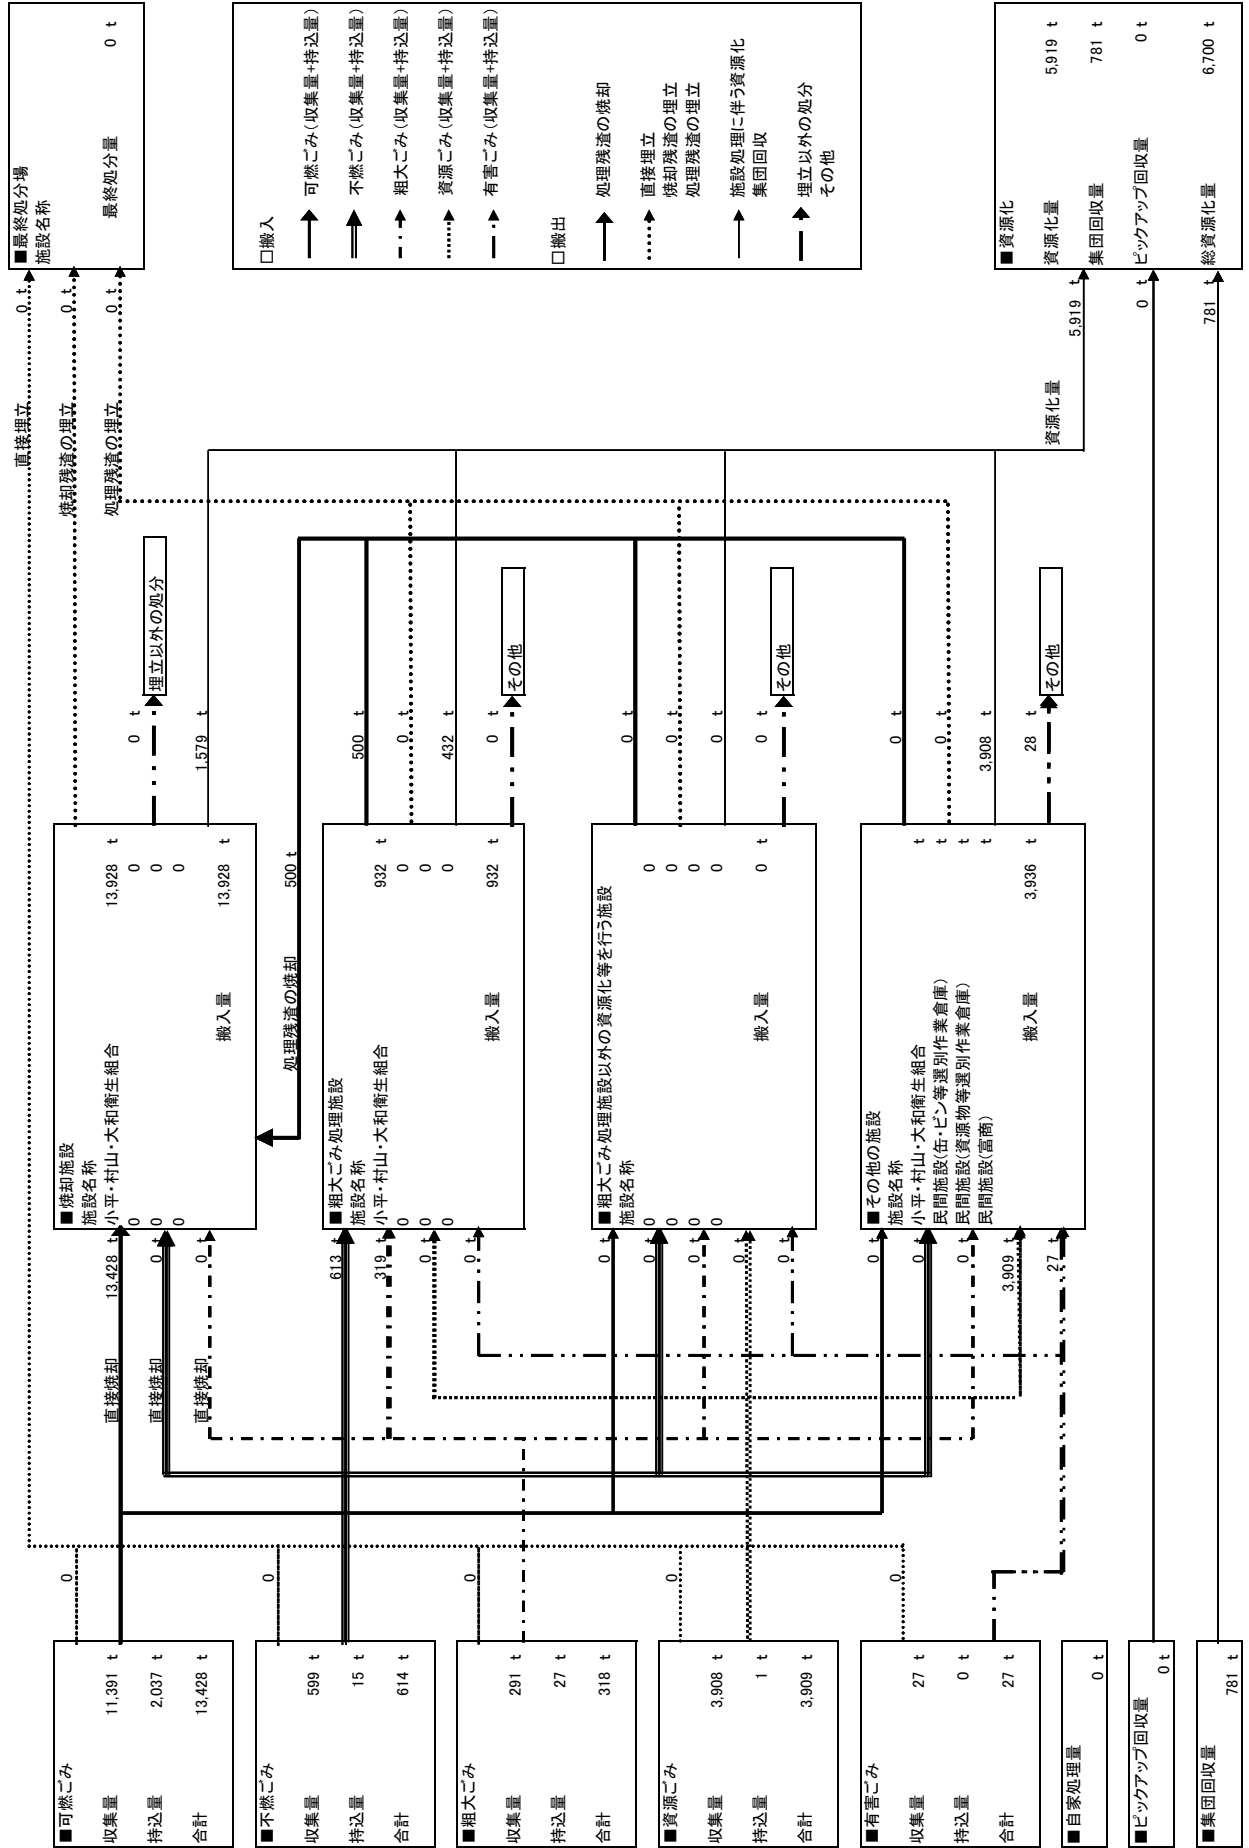 ■可燃ごみ
収集量 11,391 t
持込量 2,037 t
合計 13,428 t
■不燃ごみ
収集量 599 t
持込量 15 t
合計 614 t
■粗大ごみ
収集量 291 t
持込量 27 t
合計 318 t
■資源ごみ
収集量 3,908 t
持込量 1 t
合計 3,909 t
■有害ごみ
収集量 27 t
持込量 0 t
合計 27 t
■自家処理量
0 t
■ピックアップ回収量
0 t
■集団回収量
781 t
0
0
0
0
0
直接焼却 13,428 t
直接焼却 0 t
直接焼却 0 t
613 t
319 t
0 t
0 t
0 t
0 t
0 t
0 t
0 t
0 t
0 t
0 t
3,909 t
27 t
■焼却施設
施設名称
小平・村山・大和衛生組合 13,928 t
0 0
0 0
0 0
搬入量 13,928 t
処理残渣の焼却 500 t
■粗大ごみ処理施設
施設名称
小平・村山・大和衛生組合 932 t
0 0
0 0
0 0
搬入量 932 t
■粗大ごみ処理施設以外の資源化等を行う施設
施設名称
0 0
0 0
0 0
0 0
搬入量 0 t
■その他の施設
施設名称
小平・村山・大和衛生組合 t
民間施設(缶・ビン等選別作業倉庫) t
民間施設(資源物等選別作業倉庫) t
民間施設(富商) t
搬入量 3,936 t
0 t
埋立以外の処分
1,579 t
500 t
0 t
432 t
0 t
その他
0 t
0 t
0 t
0 t
その他
0 t
0 t
3,908 t
28 t
その他
直接埋立 0 t
焼却残渣の埋立 0 t
処理残渣の埋立 0 t
資源化量 5,919 t
0 t
781 t
■最終処分場
施設名称
最終処分量 0 t
□搬入
可燃ごみ(収集量+持込量)
不燃ごみ(収集量+持込量)
粗大ごみ(収集量+持込量)
資源ごみ(収集量+持込量)
有害ごみ(収集量+持込量)
□搬出
処理残渣の焼却
直接埋立
焼却残渣の埋立
処理残渣の埋立
施設処理に伴う資源化
集団回収
埋立以外の処分
その他
■資源化
資源化量 5,919 t
集団回収量 781 t
ピックアップ回収量 0 t
総資源化量 6,700 t